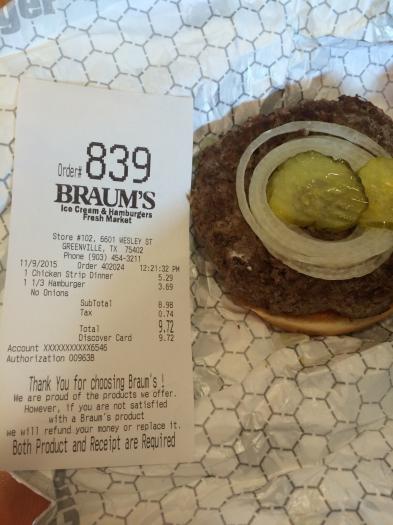 ger
Order# 839
BRAUM'S
Ice Cream & Hamburgers
Fresh Market
Store #102, 6601 WESLEY ST
GREENVILLE, TX 75402
Phone (903) 454-3211
11/9/2015 Order 402024 12:21:32 PM
1 Chicken Strip Dinner 5.29
1 1/3 Hamburger 3.69
No Onions
SubTotal 8.98
Tax 0.74
Total 9.72
Discover Card 9.72
Account XXXXXXXXXXX6546
Authorization 00963B
Thank You for choosing Braum's !
We are proud of the products we offer.
However, if you are not satisfied
with a Braum's product
we will refund your money or replace it.
Both Product and Receipt are Required